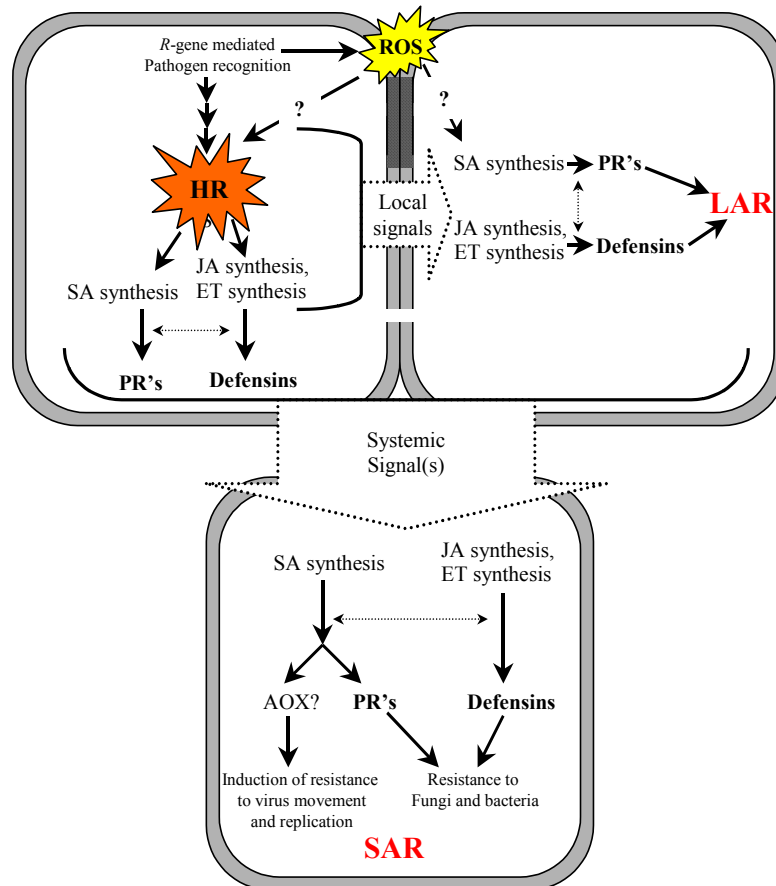 R-gene mediated
Pathogen recognition
ROS
?
HR
SA synthesis
JA synthesis,
ET synthesis
PR's
Defensins
Local
signals
?
SA synthesis
PR's
JA synthesis,
ET synthesis
Defensins
LAR
Systemic
Signal(s)
SA synthesis
JA synthesis,
ET synthesis
AOX?
PR's
Defensins
Induction of resistance
to virus movement
and replication
Resistance to
Fungi and bacteria
SAR